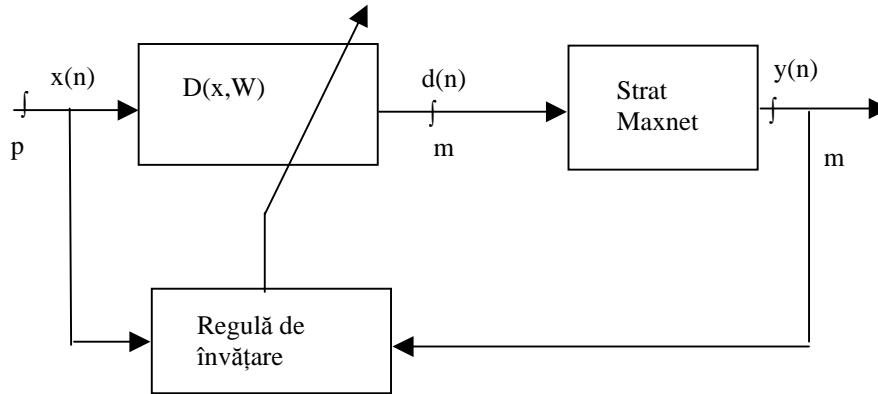 x(n)
D(x,W)
d(n)
Strat
Maxnet
y(n)
p
m
m
Regulă de
învățare